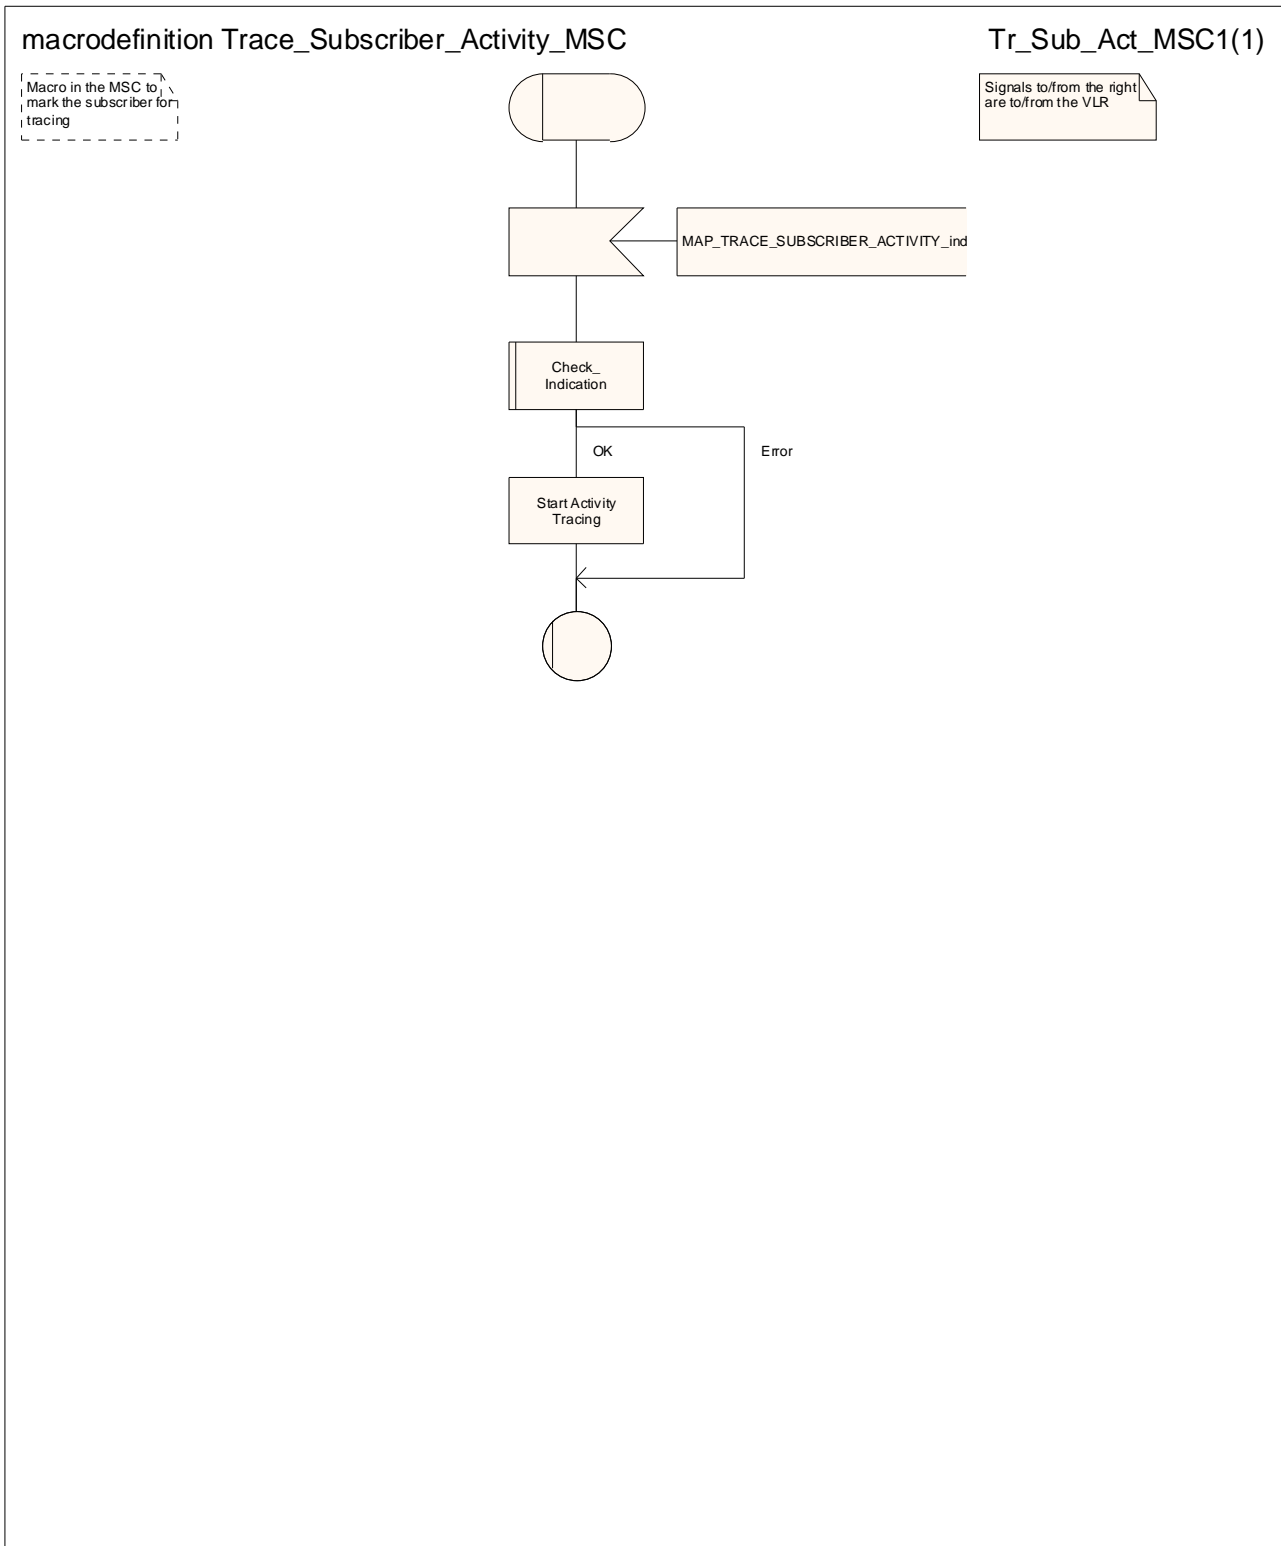 macrodefinition Trace_Subscriber_Activity_MSC
Tr_Sub_Act_MSC1(1)
Macro in the MSC to
mark the subscriber for
tracing
Signals to/from the right
are to/from the VLR
MAP_TRACE_SUBSCRIBER_ACTIVITY_ind
Check_
Indication
OK
Error
Start Activity
Tracing